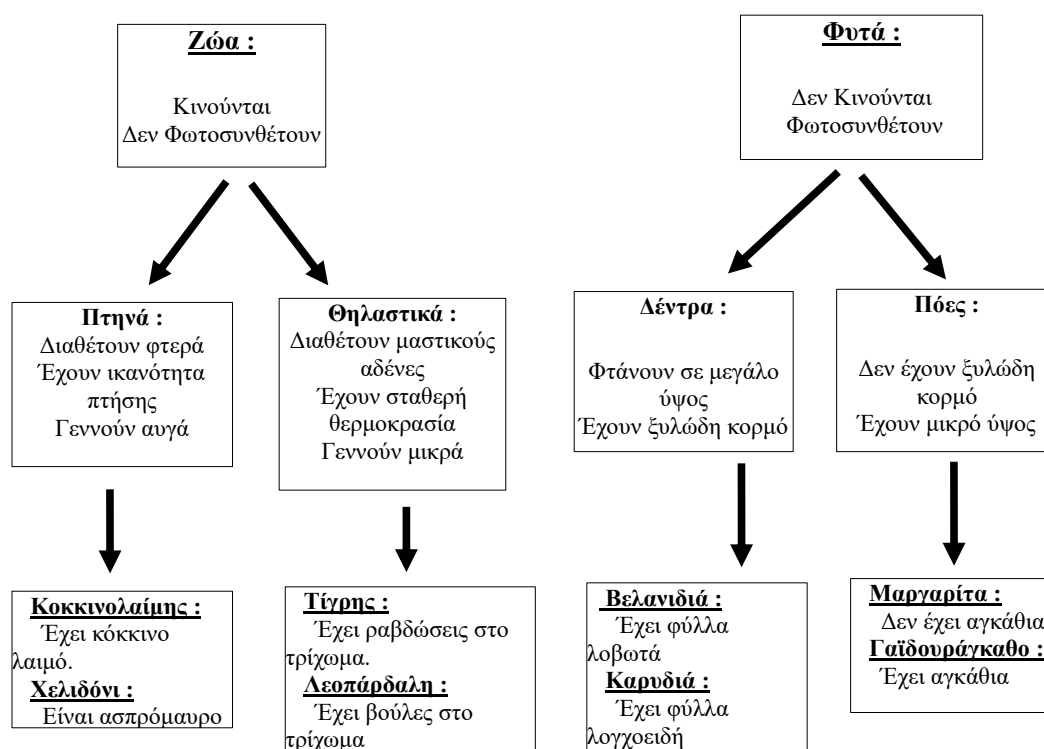 Ζώα :
Κινούνται
Δεν Φωτοσυνθέτουν
Φυτά :
Δεν Κινούνται
Φωτοσυνθέτουν
Πτηνά :
Διαθέτουν φτερά
Έχουν ικανότητα
πτήσης
Γεννούν αυγά
Θηλαστικά :
Διαθέτουν μαστικούς
αδένες
Έχουν σταθερή
θερμοκρασία
Γεννούν μικρά
Δέντρα :
Φτάνουν σε μεγάλο
ύψος
Έχουν ξυλώδη κορμό
Πόες :
Δεν έχουν ξυλώδη
κορμό
Έχουν μικρό ύψος
Κοκκινολαίμης :
Έχει κόκκινο
λαιμό.
Χελιδόνι :
Είναι ασπρόμαυρο
Τίγρης :
Έχει ραβδώσεις στο
τρίχωμα.
Λεοπάρδαλη :
Έχει βούλες στο
τρίχωμα
Βελανιδιά :
Έχει φύλλα
λοβωτά
Καρυδιά :
Έχει φύλλα
λογχοειδή
Μαργαρίτα :
Δεν έχει αγκάθια
Γαϊδουράγκαθο :
Έχει αγκάθια